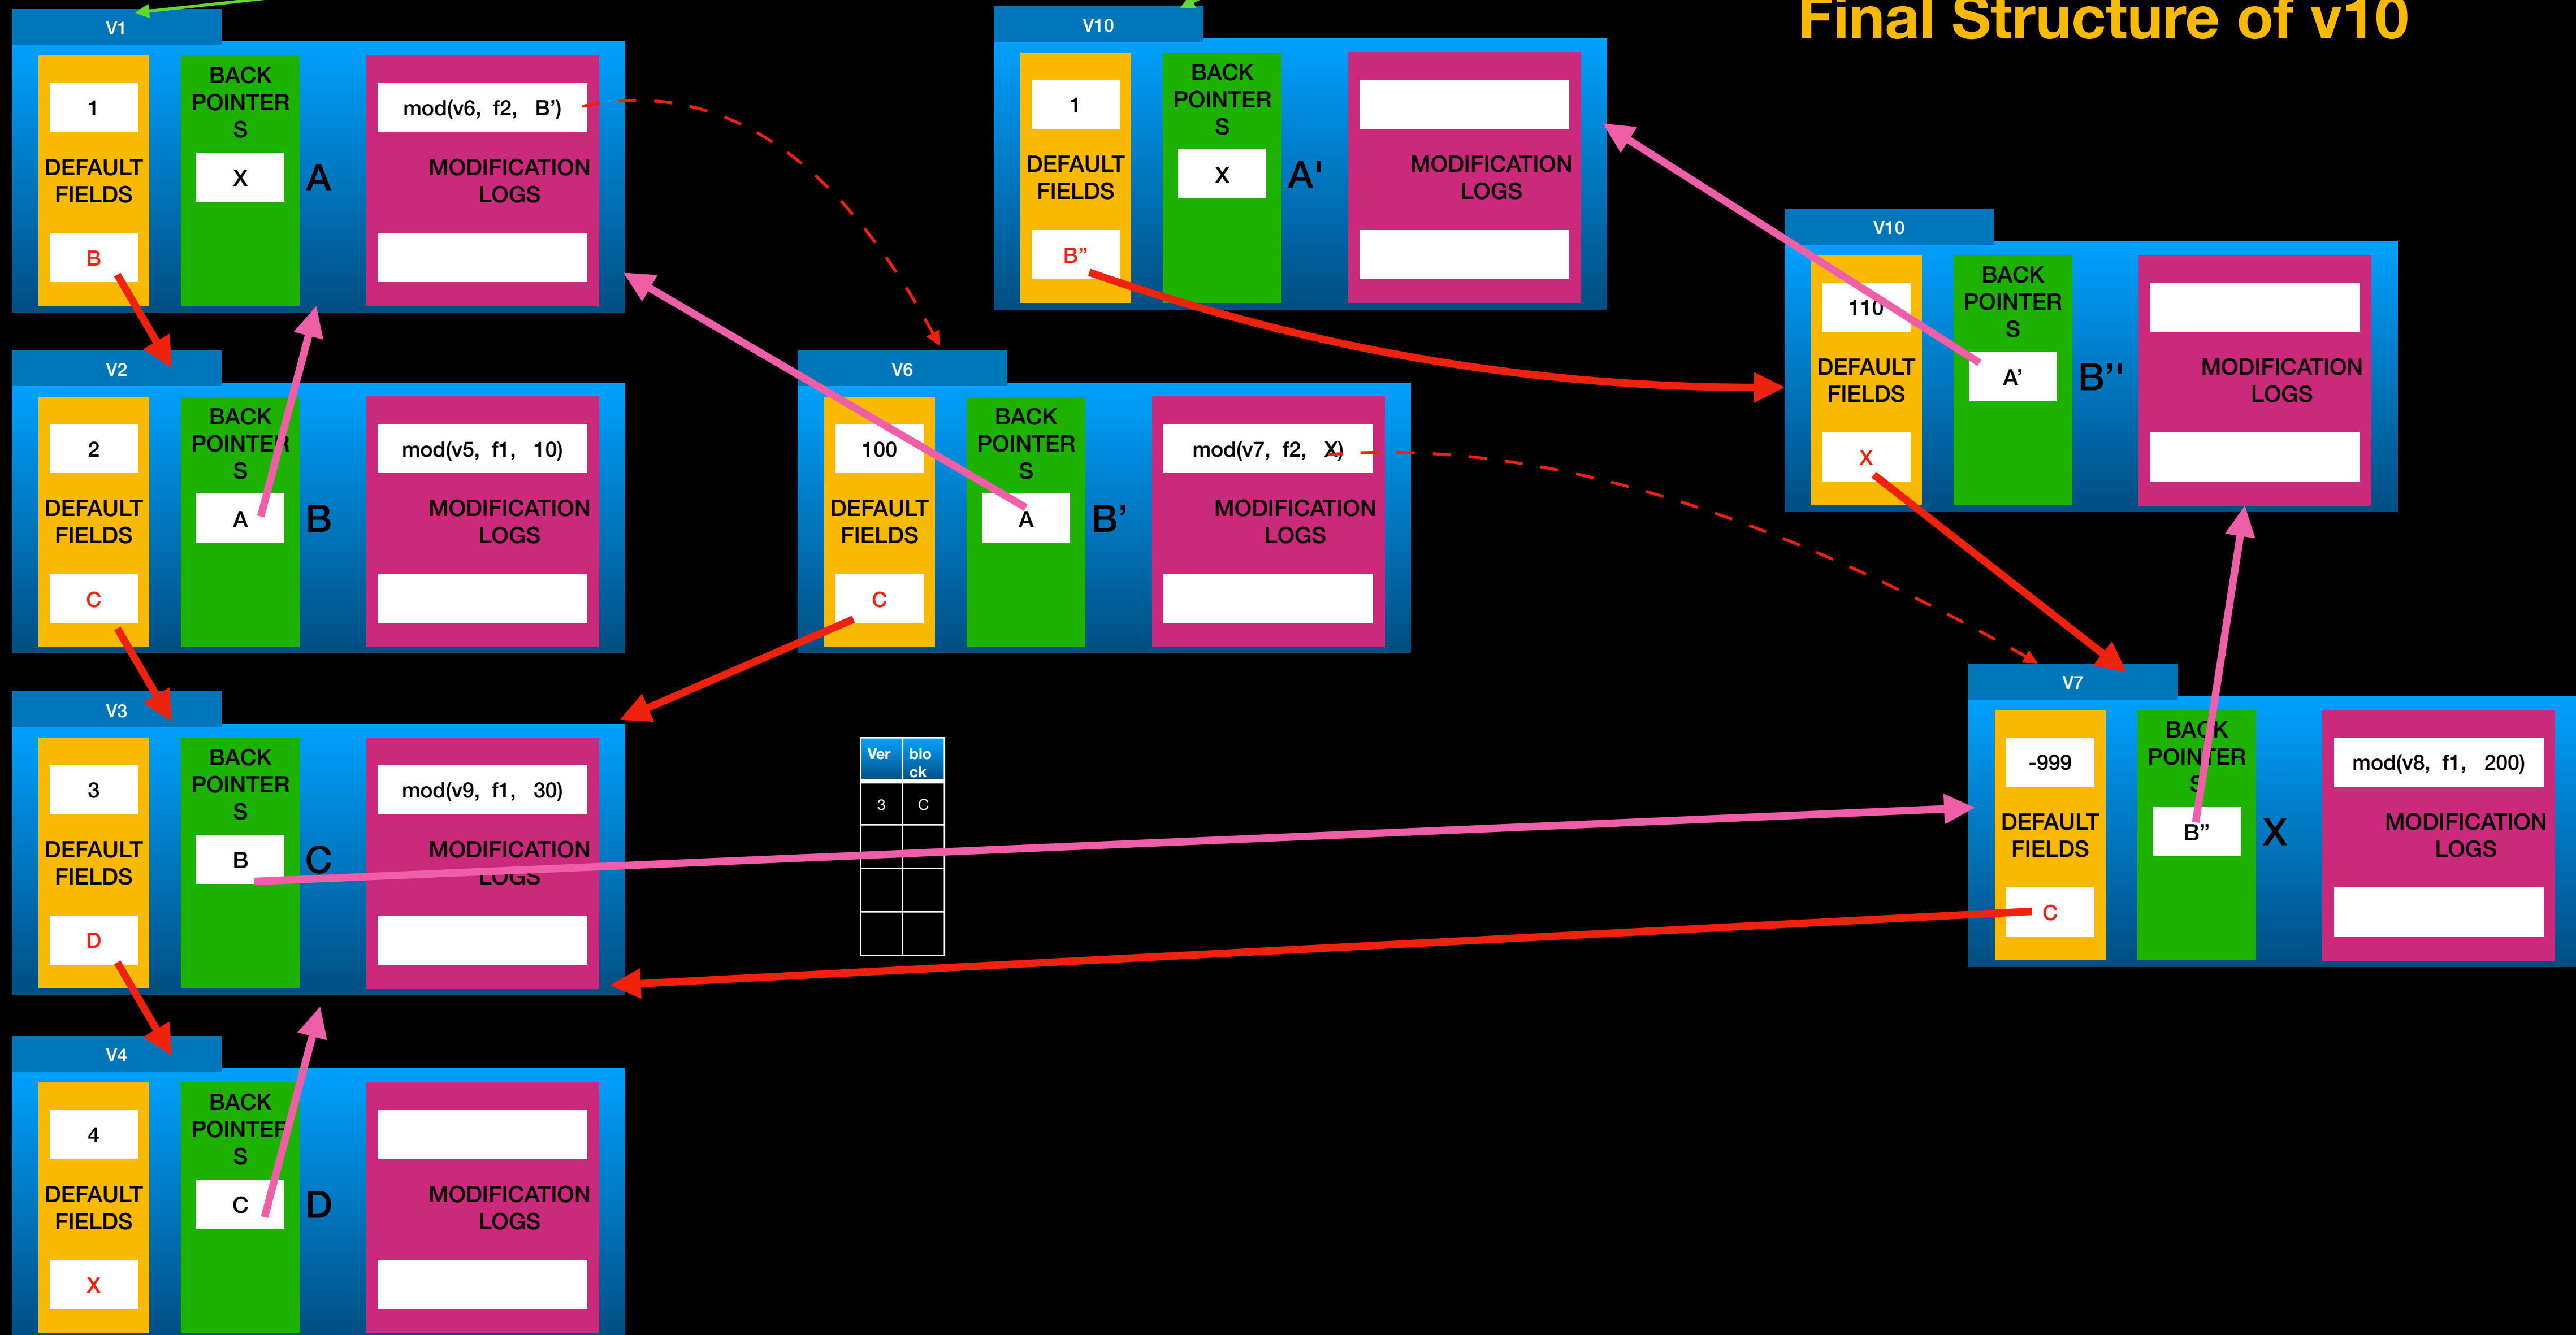 Final Structure of v10
V1
1
DEFAULT
FIELDS
B
BACK
POINTER
S
X
A
mod(v6, f2, B’)
MODIFICATION
LOGS
V10
1
DEFAULT
FIELDS
B”
BACK
POINTER
S
X
A'
MODIFICATION
LOGS
V10
110
DEFAULT
FIELDS
X
BACK
POINTER
S
A’
B''
MODIFICATION
LOGS
V2
2
DEFAULT
FIELDS
C
BACK
POINTER
S
A
B
mod(v5, f1, 10)
MODIFICATION
LOGS
V6
100
DEFAULT
FIELDS
C
BACK
POINTER
S
A
B’
mod(v7, f2, X)
MODIFICATION
LOGS
V3
3
DEFAULT
FIELDS
D
BACK
POINTER
S
B
C
mod(v9, f1, 30)
MODIFICATION
LOGS
Ver blo
ck
3 C
V7
-999
DEFAULT
FIELDS
C
BACK
POINTER
S
B”
X
mod(v8, f1, 200)
MODIFICATION
LOGS
V4
4
DEFAULT
FIELDS
X
BACK
POINTER
S
C
D
MODIFICATION
LOGS